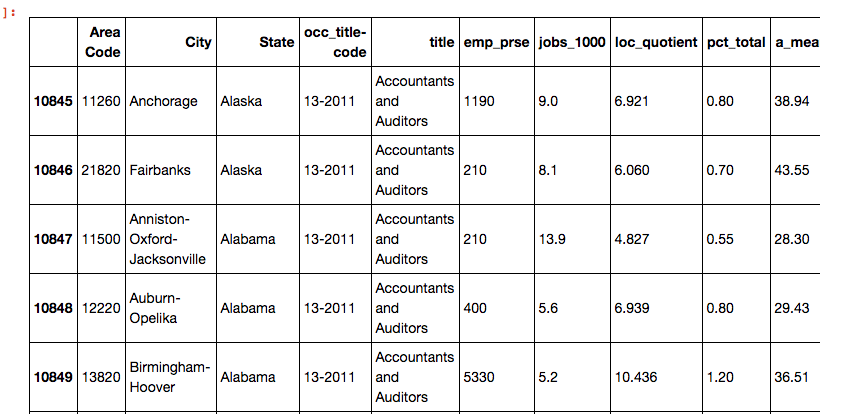 ]:
Area Code City State occ_title-code title emp_prse jobs_1000 loc_quotient pct_total a_mea
10845 11260 Anchorage Alaska 13-2011 Accountants and Auditors 1190 9.0 6.921 0.80 38.94
10846 21820 Fairbanks Alaska 13-2011 Accountants and Auditors 210 8.1 6.060 0.70 43.55
10847 11500 Anniston-Oxford-Jacksonville Alabama 13-2011 Accountants and Auditors 210 13.9 4.827 0.55 28.30
10848 12220 Auburn-Opelika Alabama 13-2011 Accountants and Auditors 400 5.6 6.939 0.80 29.43
10849 13820 Birmingham-Hoover Alabama 13-2011 Accountants and Auditors 5330 5.2 10.436 1.20 36.51